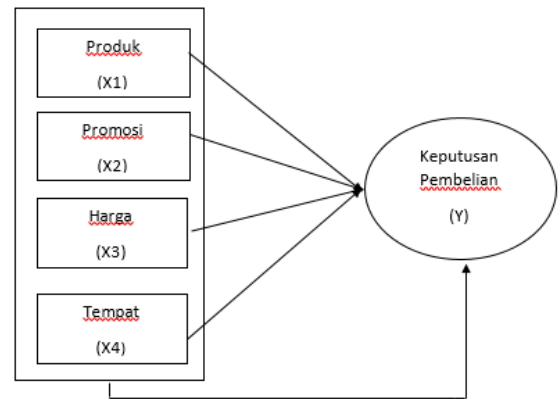 Produk
(X1)
Promosi
(X2)
Harga
(X3)
Tempat
(X4)
Keputusan
Pembelian
(Y)